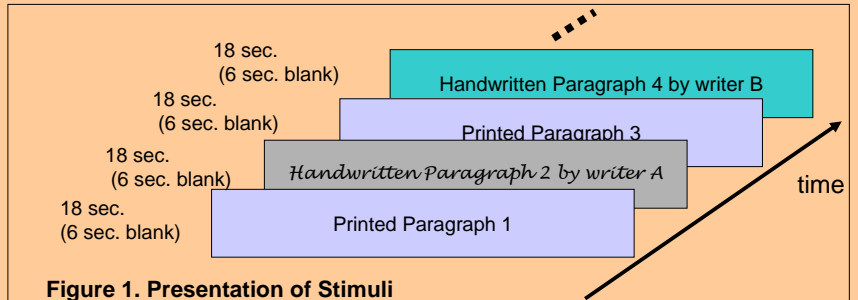 18 sec.
(6 sec. blank)
Handwritten Paragraph 4 by writer B
18 sec.
(6 sec. blank)
Printed Paragraph 3
18 sec.
(6 sec. blank)
Handwritten Paragraph 2 by writer A
time
18 sec.
(6 sec. blank)
Printed Paragraph 1
Figure 1. Presentation of Stimuli